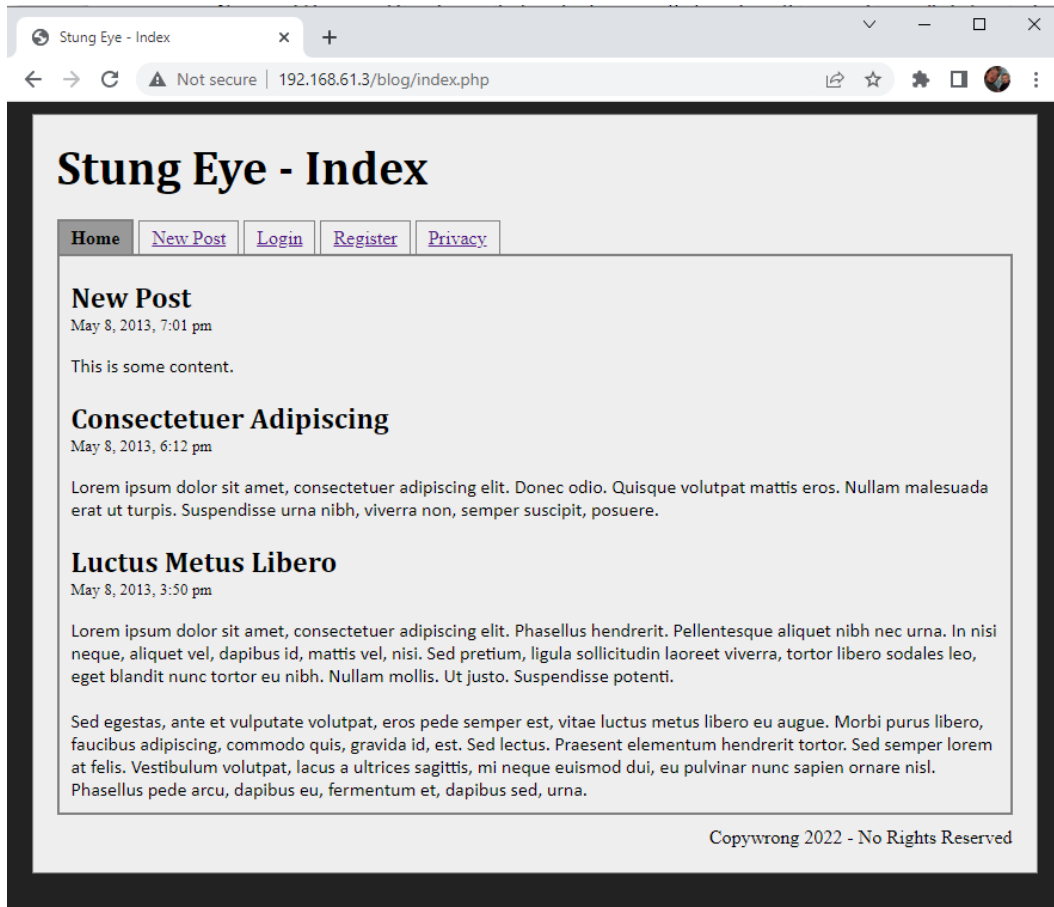 Stung Eye - Index
Not secure | 192.168.61.3/blog/index.php
Stung Eye - Index
Home New Post Login Register Privacy
New Post
May 8, 2013, 7:01 pm
This is some content.
Consectetuer Adipiscing
May 8, 2013, 6:12 pm
Lorem ipsum dolor sit amet, consectetuer adipiscing elit. Donec odio. Quisque volutpat mattis eros. Nullam malesuada
erat ut turpis. Suspendisse urna nibh, viverra non, semper suscipit, posuere.
Luctus Metus Libero
May 8, 2013, 3:50 pm
Lorem ipsum dolor sit amet, consectetuer adipiscing elit. Phasellus hendrerit. Pellentesque aliquet nibh nec urna. In nisi
neque, aliquet vel, dapibus id, mattis vel, nisi. Sed pretium, ligula sollicitudin laoreet viverra, tortor libero sodales leo,
eget blandit nunc tortor eu nibh. Nullam mollis. Ut justo. Suspendisse potenti.
Sed egestas, ante et vulputate volutpat, eros pede semper est, vitae luctus metus libero eu augue. Morbi purus libero,
faucibus adipiscing, commodo quis, gravida id, est. Sed lectus. Praesent elementum hendrerit tortor. Sed semper lorem
at felis. Vestibulum volutpat, lacus a ultrices sagittis, mi neque euismod dui, eu pulvinar nunc sapien ornare nisl.
Phasellus pede arcu, dapibus eu, fermentum et, dapibus sed, urna.
Copywrong 2022 - No Rights Reserved